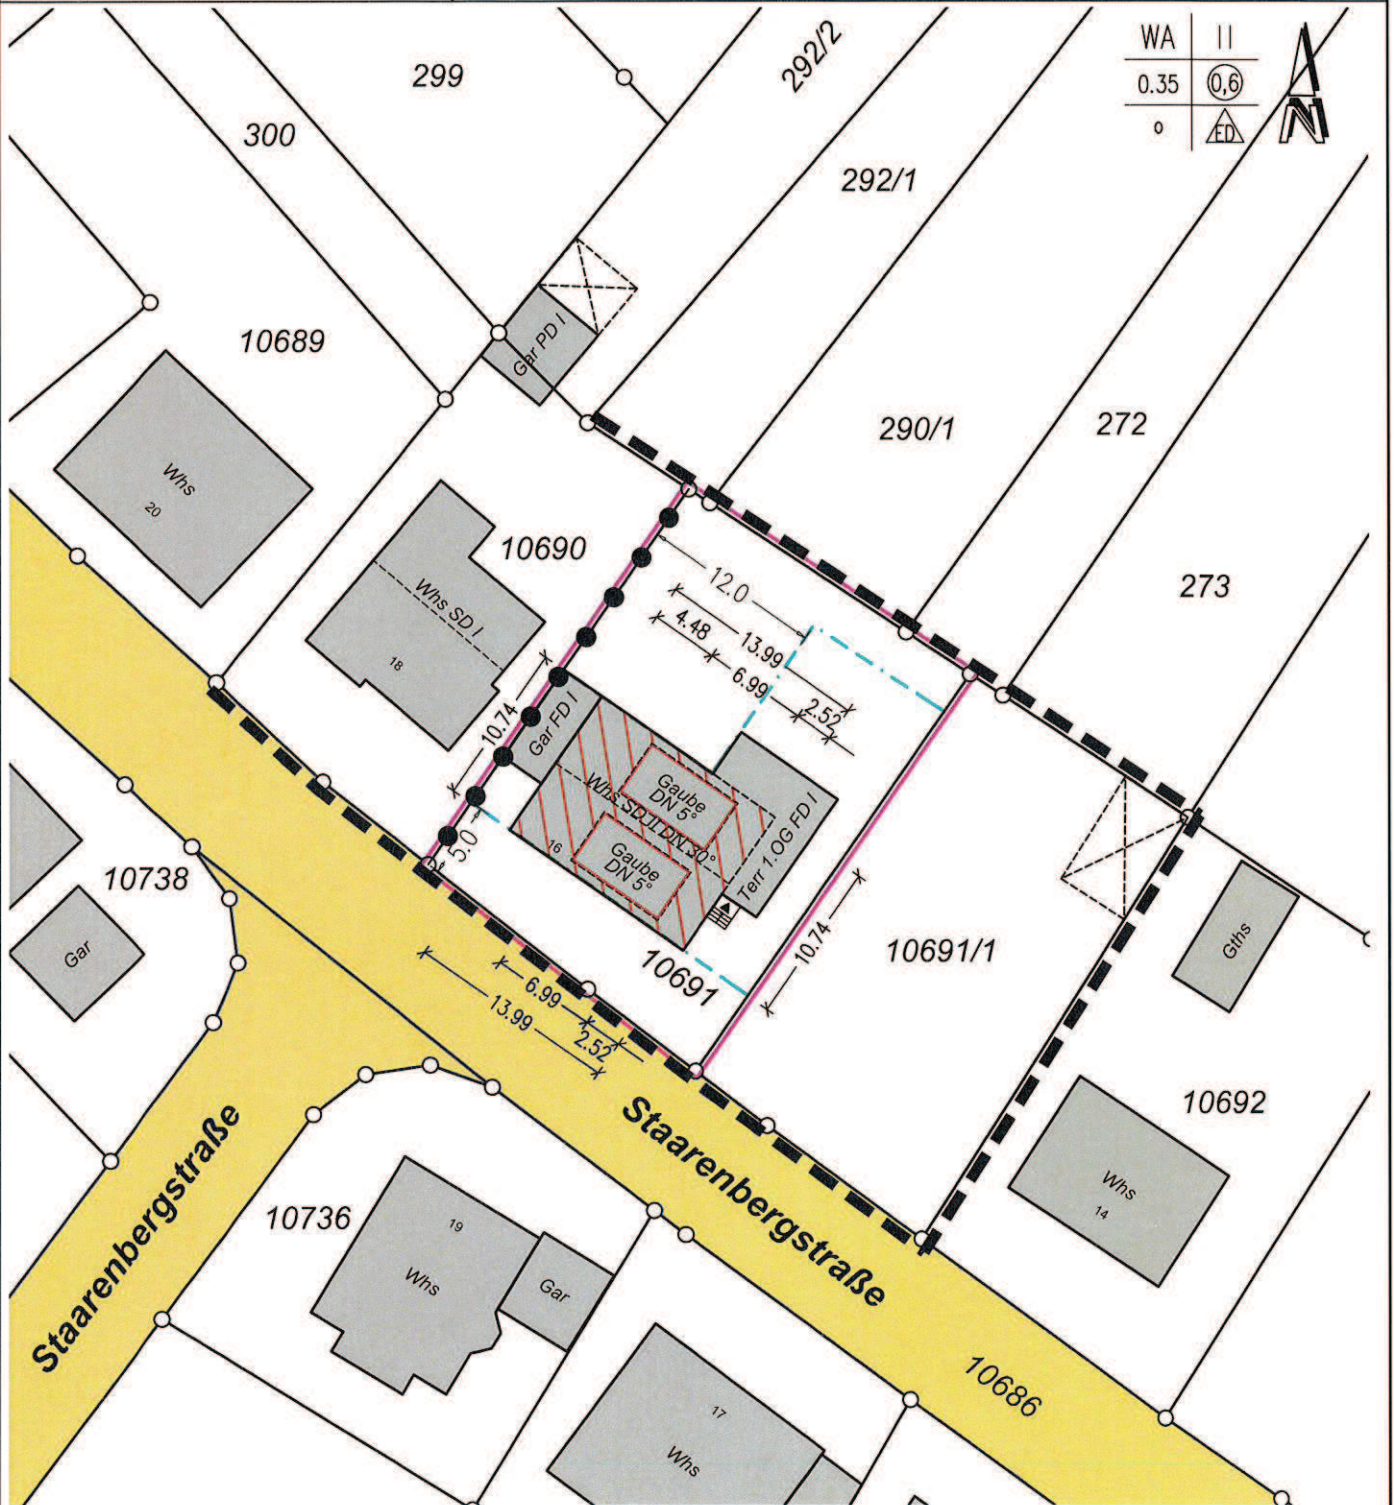 WA II
0.35 0,6
o ED
N
292/2
299
300
292/1
10689
Gar PD I
290/1
272
Whs
20
10690
273
12.0
Whs SD I
18
4.48
13.99
6.99
2.52
10.74
Gar FD I
Gaube
DN 5°
Whs SD II DN 30°
Terr 1.OG FD I
16
Gaube
DN 5°
5.0
10738
Gar
10691
10.74
10691/1
Gths
6.99
13.99
2.52
10692
Staarenbergstraße
Staarenbergstraße
Whs
14
10736
19
Whs
Gar
10686
17
Whs